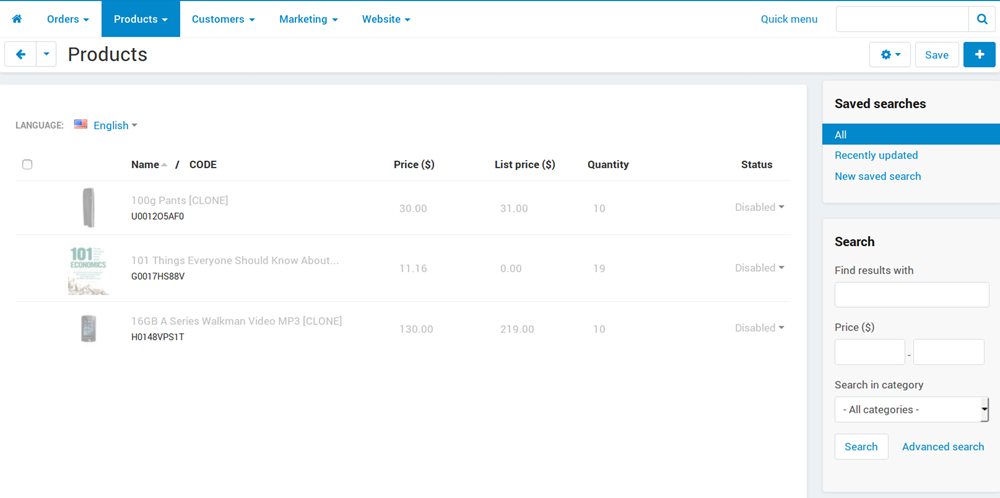 Orders Products Customers Marketing Website Quick menu
Products Save
LANGUAGE: English
Name / CODE Price ($) List price ($) Quantity Status
100g Pants [CLONE] 30.00 31.00 10 Disabled
U0012O5AF0
101 ECONOMICS
101 Things Everyone Should Know About... 11.16 0.00 19 Disabled
G0017HS88V
16GB A Series Walkman Video MP3 [CLONE] 130.00 219.00 10 Disabled
H0148VPS1T
Saved searches
All
Recently updated
New saved search
Search
Find results with
Price ($)
-
Search in category
- All categories -
Search Advanced search